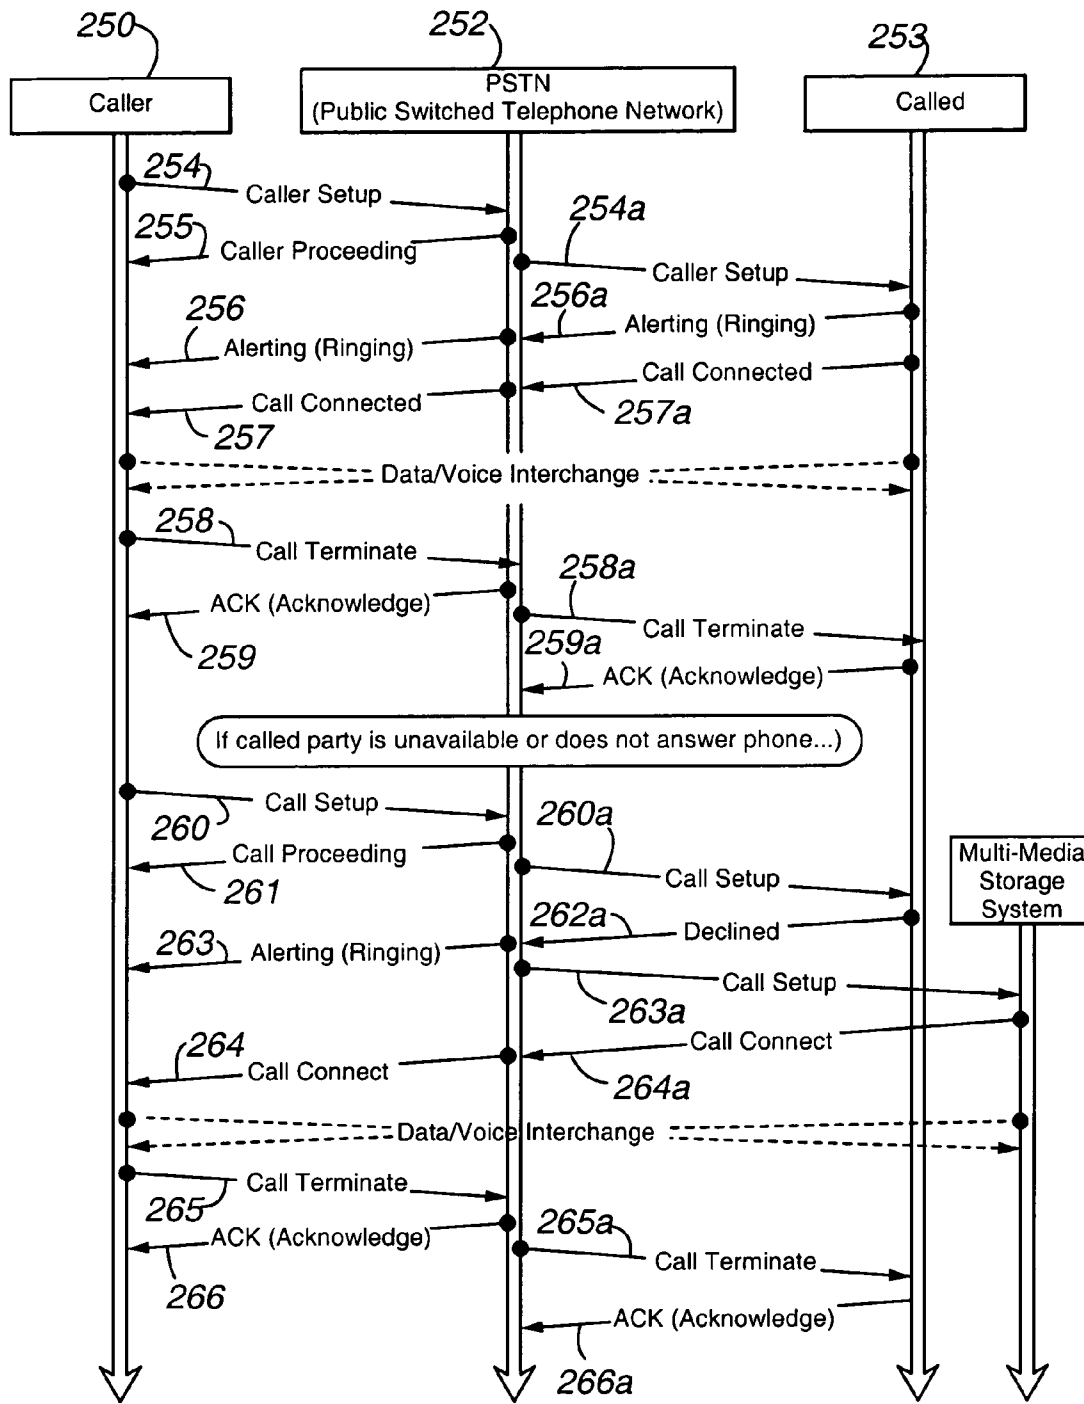 250
252
253
Caller
PSTN
(Public Switched Telephone Network)
Called
254
Caller Setup
254a
255
Caller Proceeding
Caller Setup
256
256a
Alerting (Ringing)
Alerting (Ringing)
Call Connected
Call Connected
257
257a
Data/Voice Interchange
258
Call Terminate
258a
ACK (Acknowledge)
Call Terminate
259
259a
ACK (Acknowledge)
If called party is unavailable or does not answer phone...)
Call Setup
260
260a
Call Proceeding
261
Call Setup
Multi-Media
Storage
System
262a
Declined
263
Alerting (Ringing)
Call Setup
263a
264
Call Connect
Call Connect
264a
Data/Voice Interchange
Call Terminate
265
265a
ACK (Acknowledge)
Call Terminate
266
ACK (Acknowledge)
266a